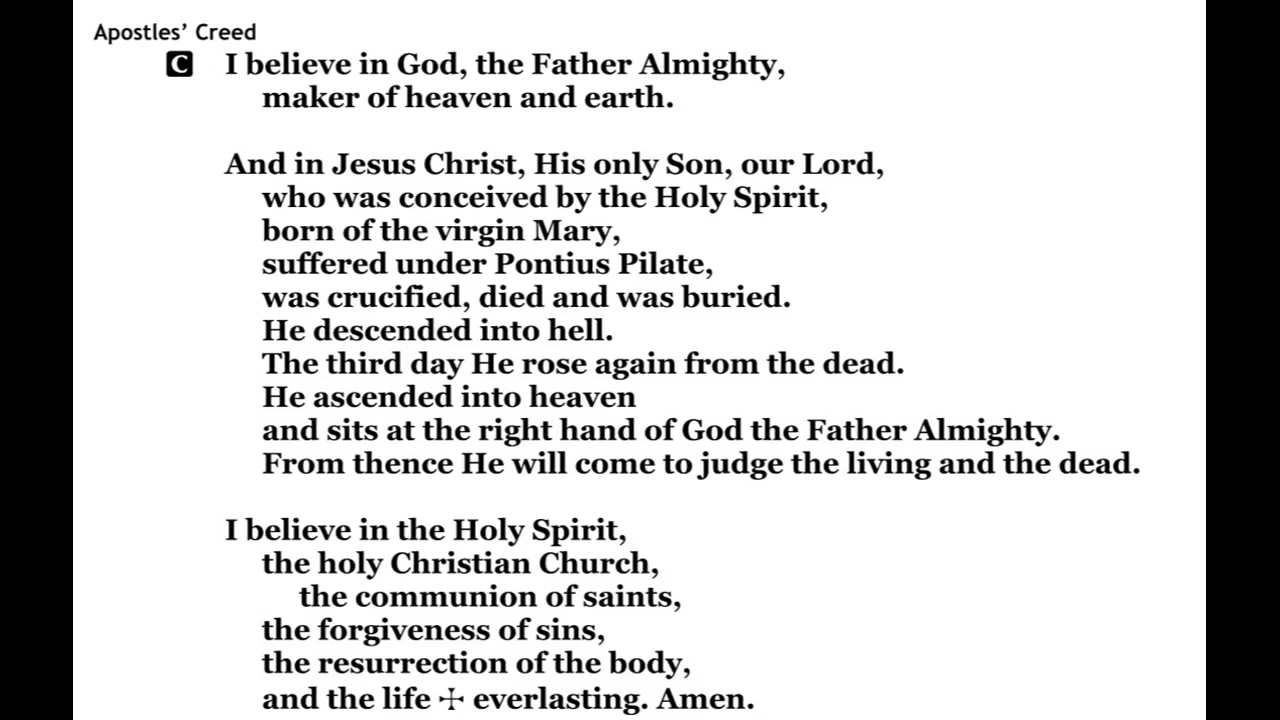 Apostles’ Creed
C I believe in God, the Father Almighty,
maker of heaven and earth.
And in Jesus Christ, His only Son, our Lord,
who was conceived by the Holy Spirit,
born of the virgin Mary,
suffered under Pontius Pilate,
was crucified, died and was buried.
He descended into hell.
The third day He rose again from the dead.
He ascended into heaven
and sits at the right hand of God the Father Almighty.
From thence He will come to judge the living and the dead.
I believe in the Holy Spirit,
the holy Christian Church,
the communion of saints,
the forgiveness of sins,
the resurrection of the body,
and the life ☩ everlasting. Amen.